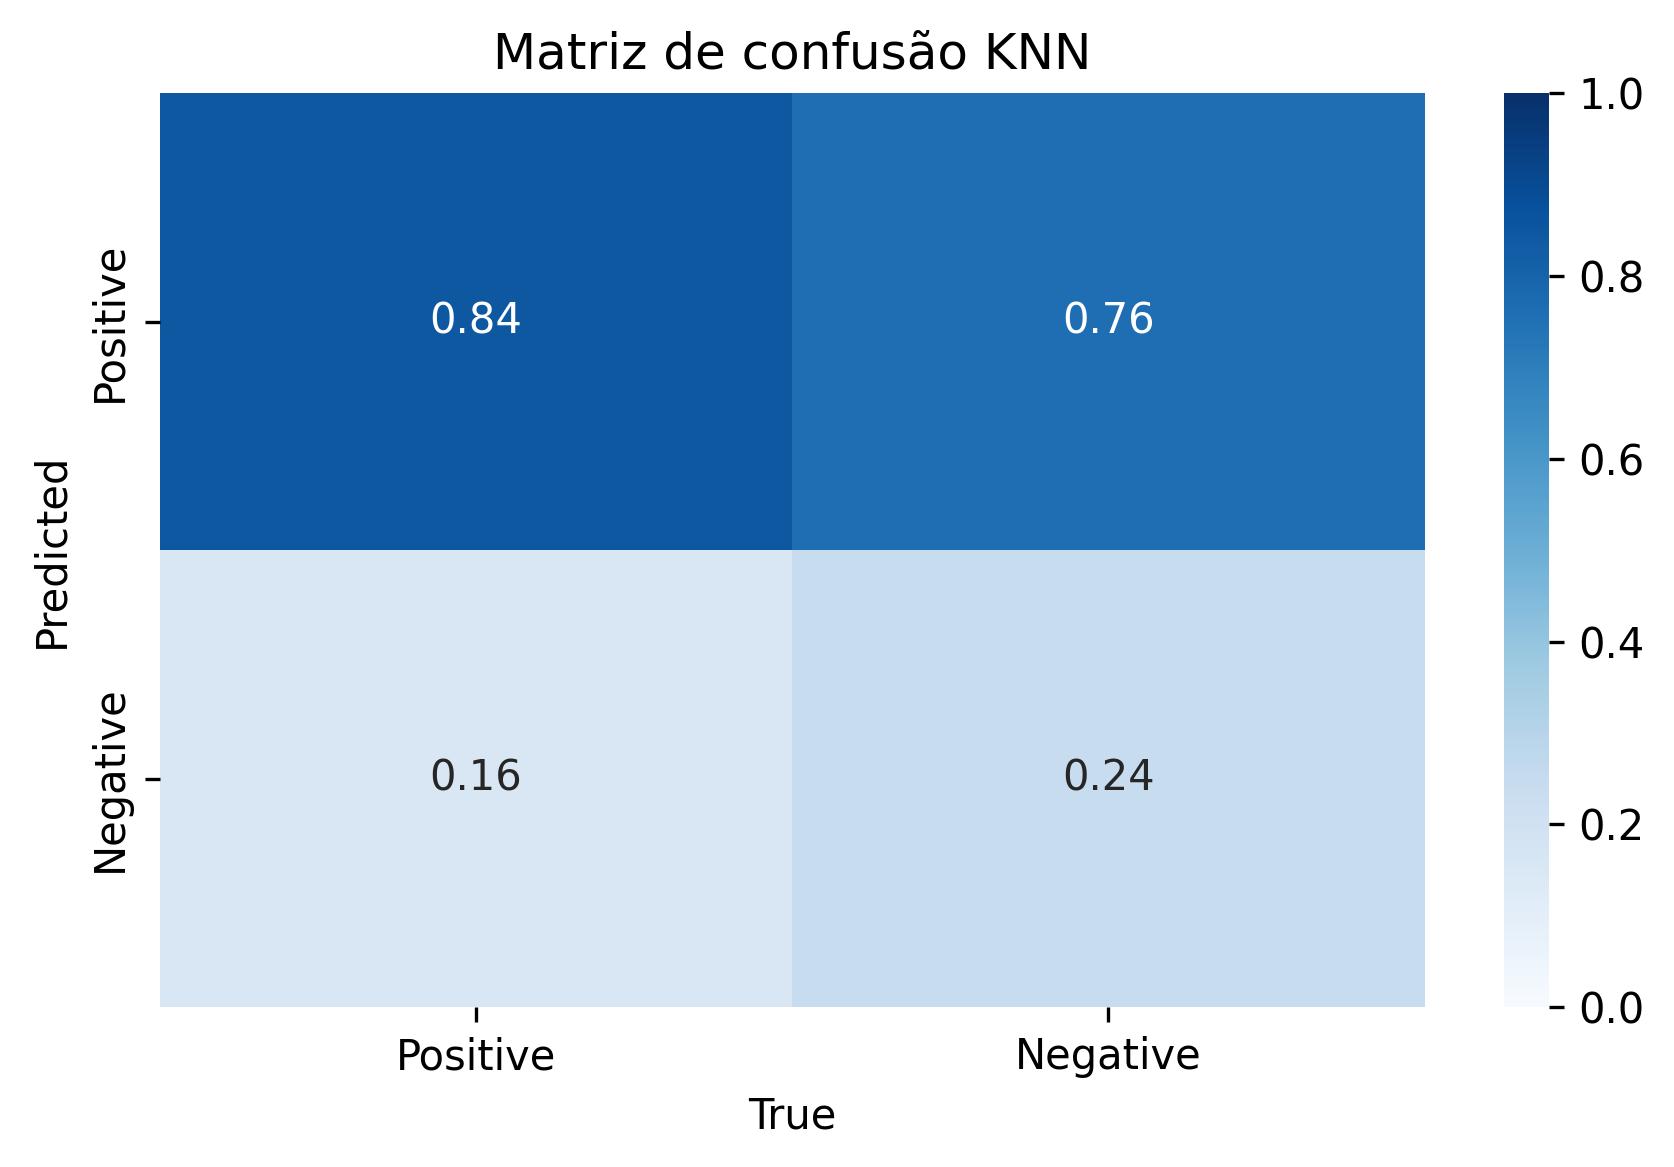 Matriz de confusão KNN
Predicted
Positive
Negative
0.84
0.76
0.16
0.24
Positive
Negative
True
1.0
0.8
0.6
0.4
0.2
0.0